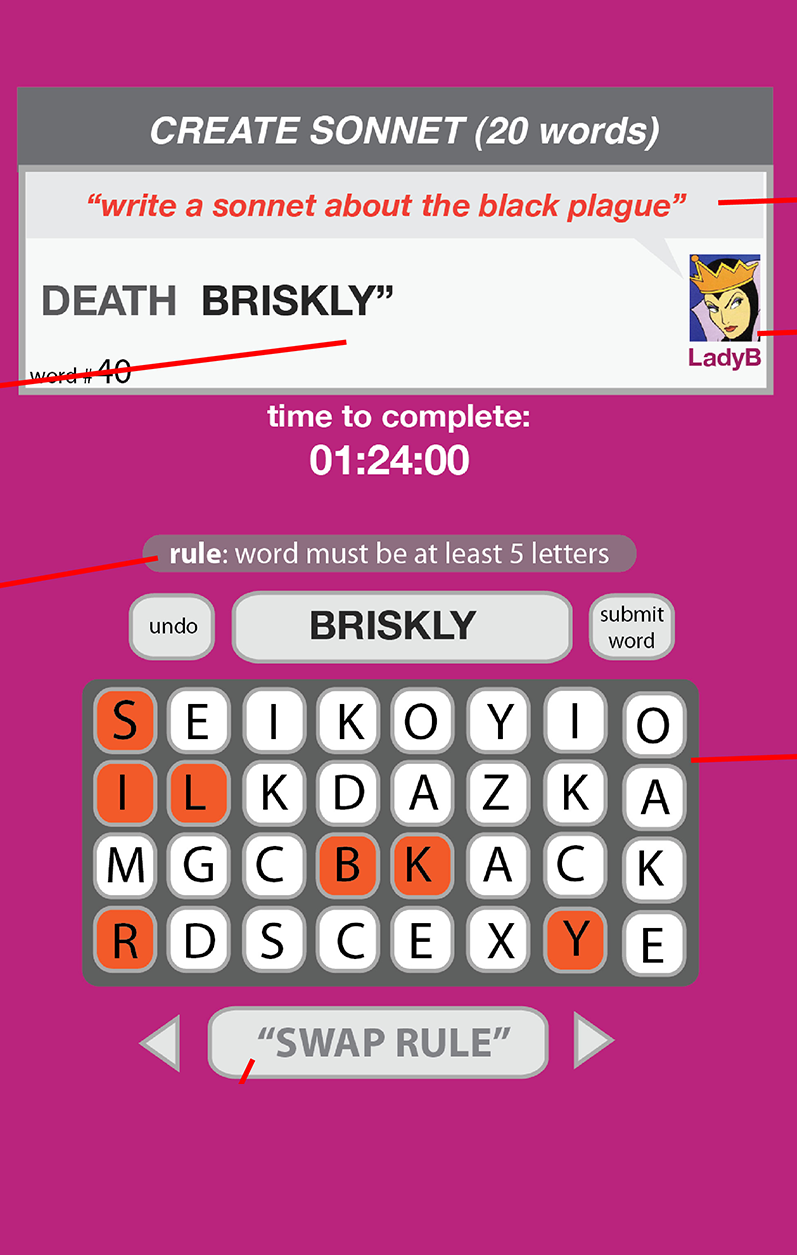 CREATE SONNET (20 words)
“write a sonnet about the black plague”
DEATH BRISKLY”
LadyB
word # 40
time to complete:
01:24:00
rule: word must be at least 5 letters
undo
BRISKLY
submit
word
S E I K O Y I O
I L K D A Z K A
M G C B K A C K
R D S C E X Y E
“SWAP RULE”